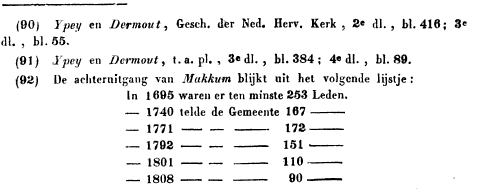 (90) Ypey en Dermout, Gesch. der Ned. Herv. Kerk, 2e dl., bl. 416; 3e
dl., bl. 55.
(91) Ypey en Dermout, t. a. pl., 3e dl., bl. 384; 4e dl., bl. 89.
(92) De achternitgang van Makkum blijkt uit het volgende lijstje:
In 1695 waren er ten minste 253 Leden.
— 1740 telde de Gemeente 167 ——
— 1771 — — — —— 172 ——
— 1792 — — — —— 151 ——
— 1801 — — — —— 110 ——
— 1808 — — — —— 90 ——